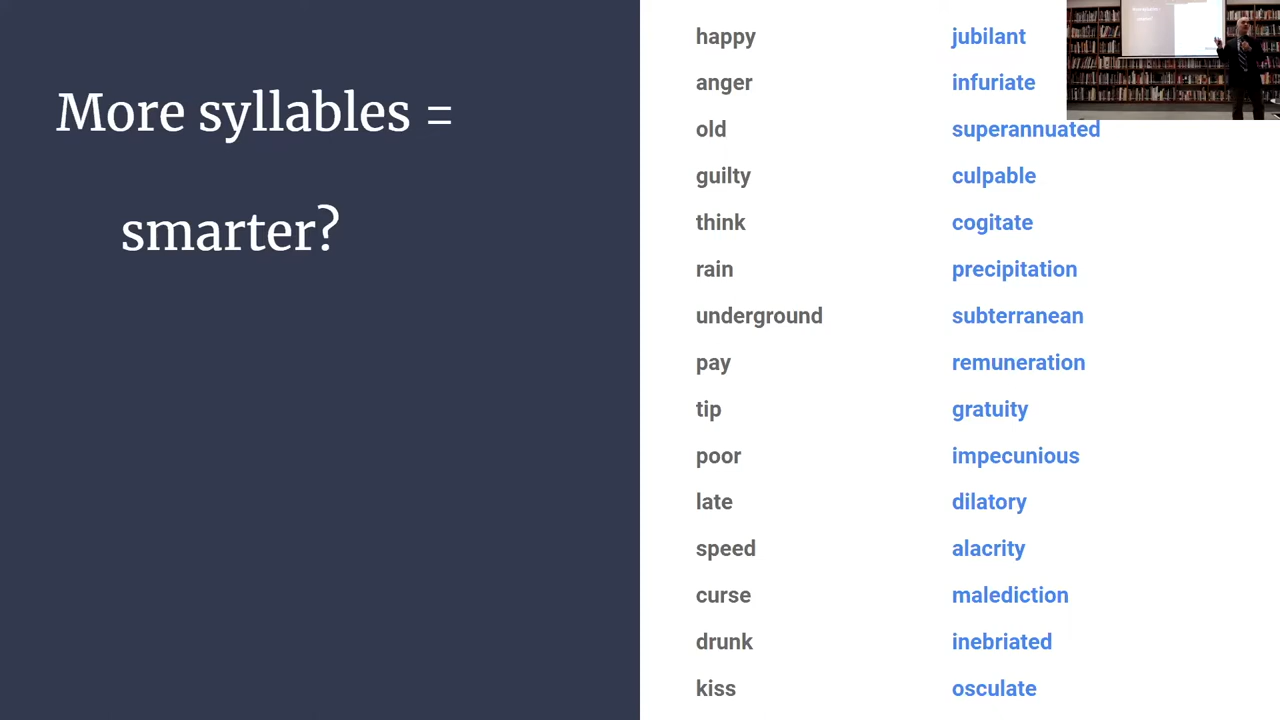 More syllables =
smarter?
happy jubilant
anger infuriate
old superannuated
guilty culpable
think cogitate
rain precipitation
underground subterranean
pay remuneration
tip gratuity
poor impecunious
late dilatory
speed alacrity
curse malediction
drunk inebriated
kiss osculate